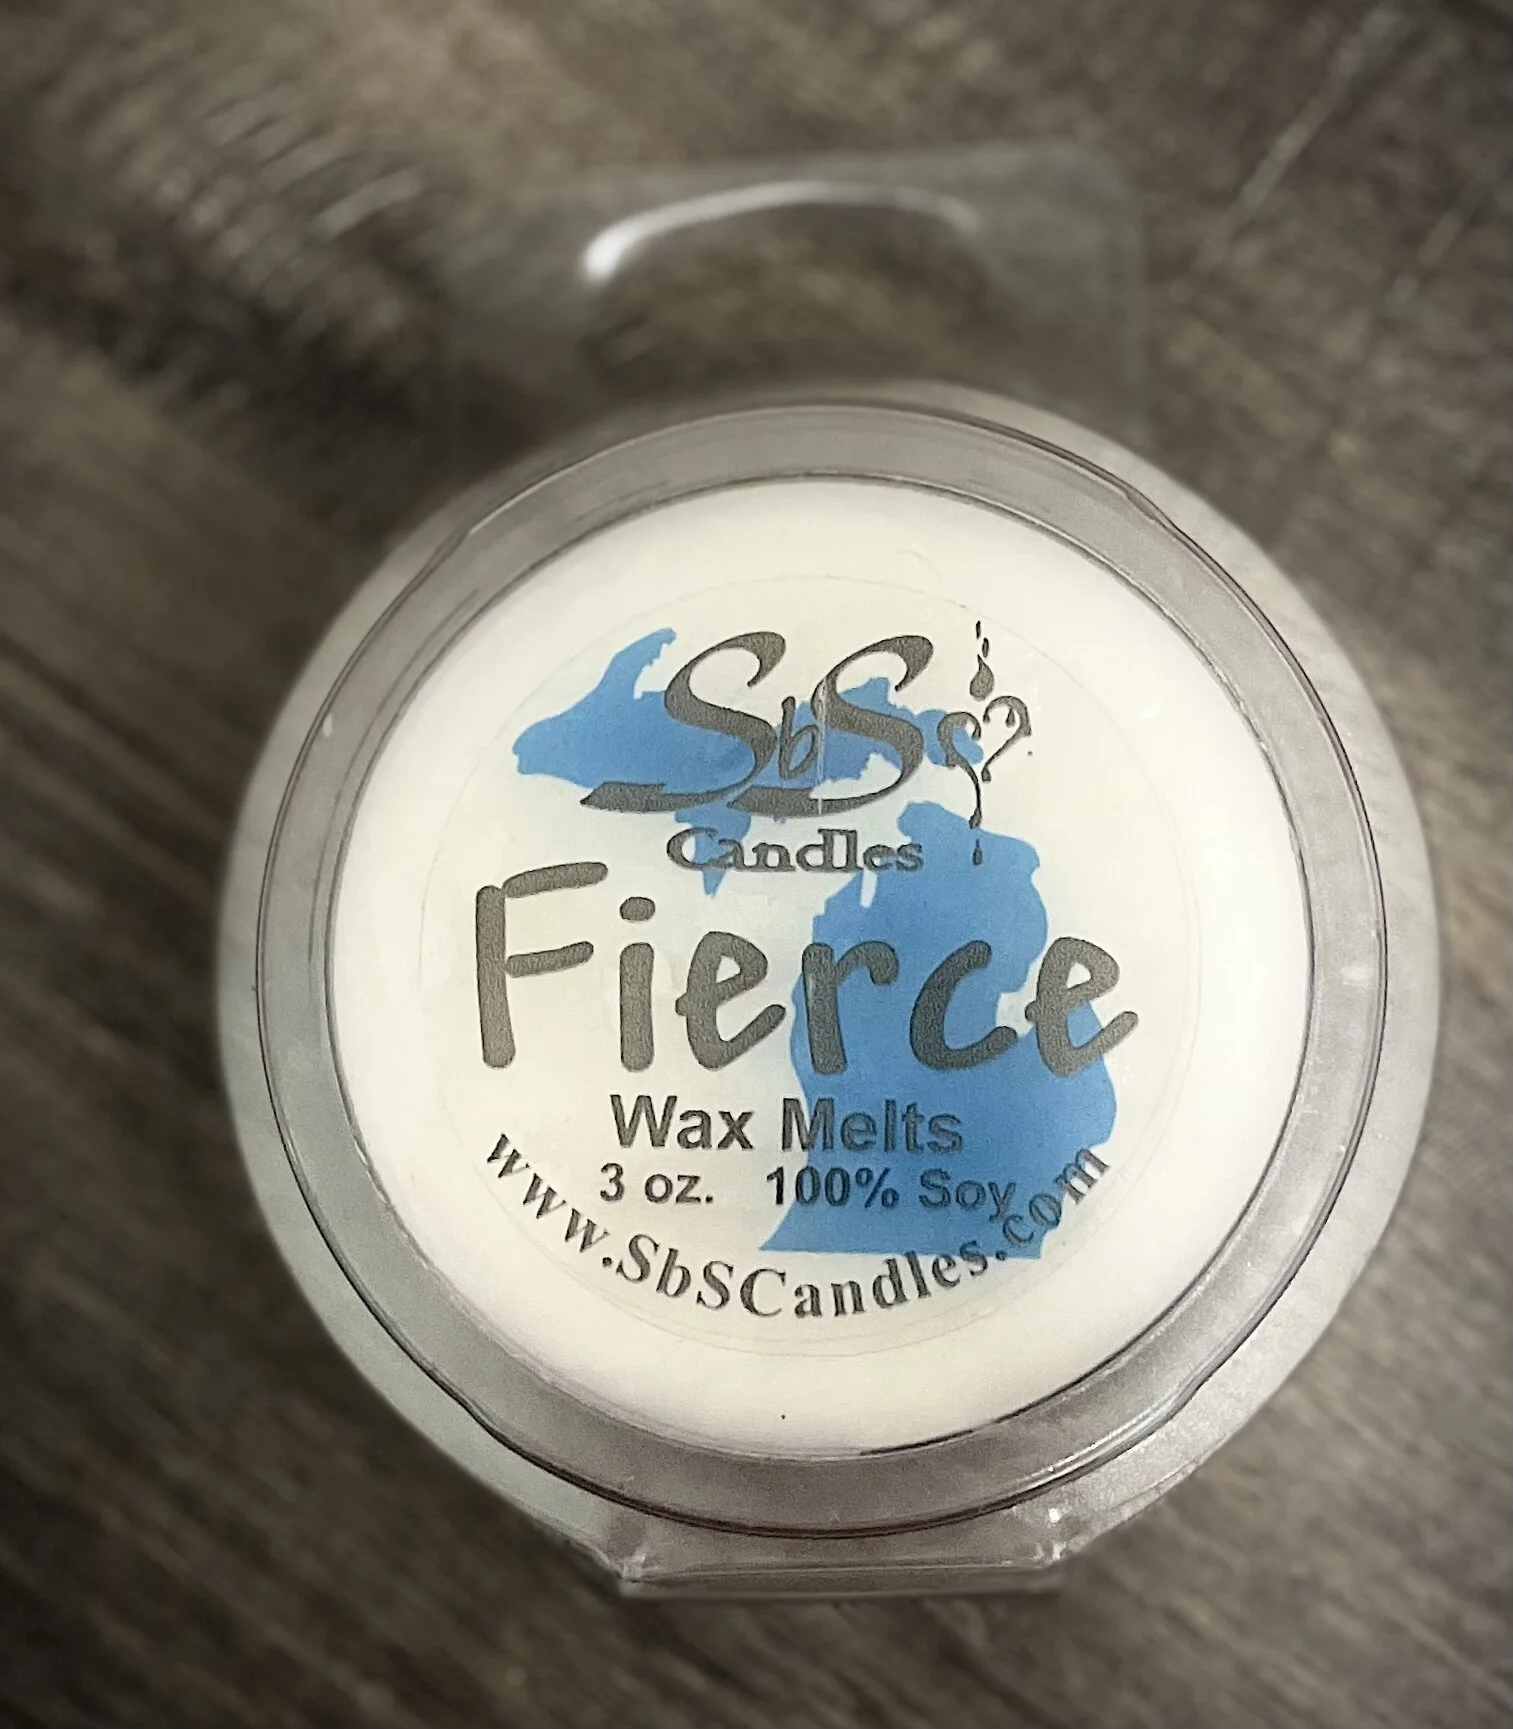 SbS
Candles
Fierce
Wax Melts
3 oz. 100% Soy
www.SbSCandles.com